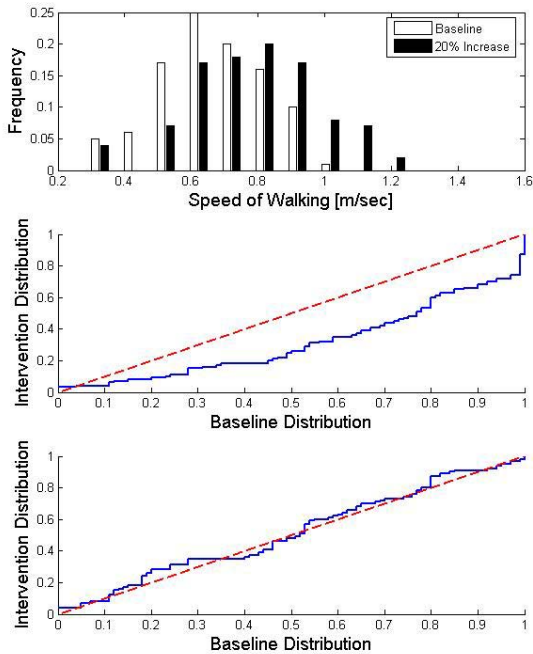 0.25
0.2
0.15
0.1
0.05
0
Frequency
Baseline
20% Increase
0.2 0.4 0.6 0.8 1 1.2 1.4 1.6
Speed of Walking [m/sec]
1
0.8
0.6
0.4
0.2
0
Intervention Distribution
0 0.1 0.2 0.3 0.4 0.5 0.6 0.7 0.8 0.9 1
Baseline Distribution
1
0.8
0.6
0.4
0.2
0
Intervention Distribution
0 0.1 0.2 0.3 0.4 0.5 0.6 0.7 0.8 0.9 1
Baseline Distribution